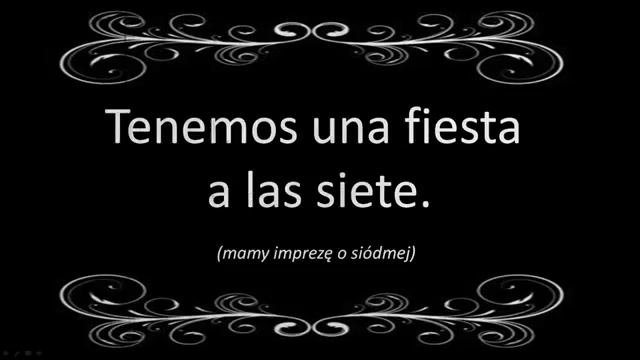 Tenemos una fiesta
a las siete.
(mamy imprezę o siódmej)